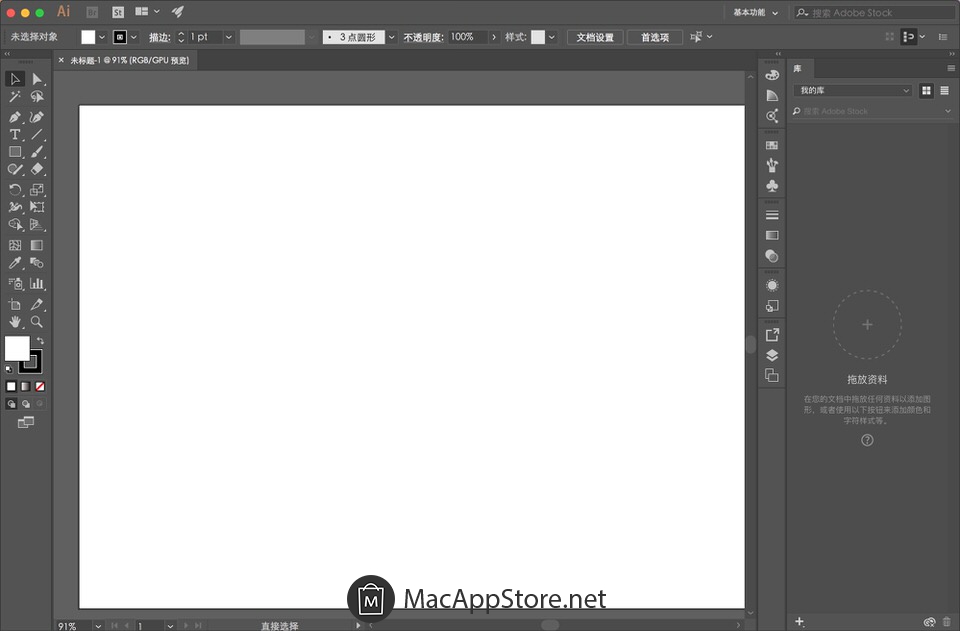 Ai Br St 基本功能 搜索 Adobe Stock
未选择对象 描边: 1 pt 3 点圆形 不透明度: 100% 样式: 文档设置 首选项
× 未标题-1 @ 91% (RGB/GPU 预览)
库
我的库
搜索 Adobe Stock
T
拖放资料
在您的文档中拖放任何资料以添加图
形，或者使用以下按钮来添加颜色和
字符样式等。
?
M MacAppStore.net
91% 1 直接选择